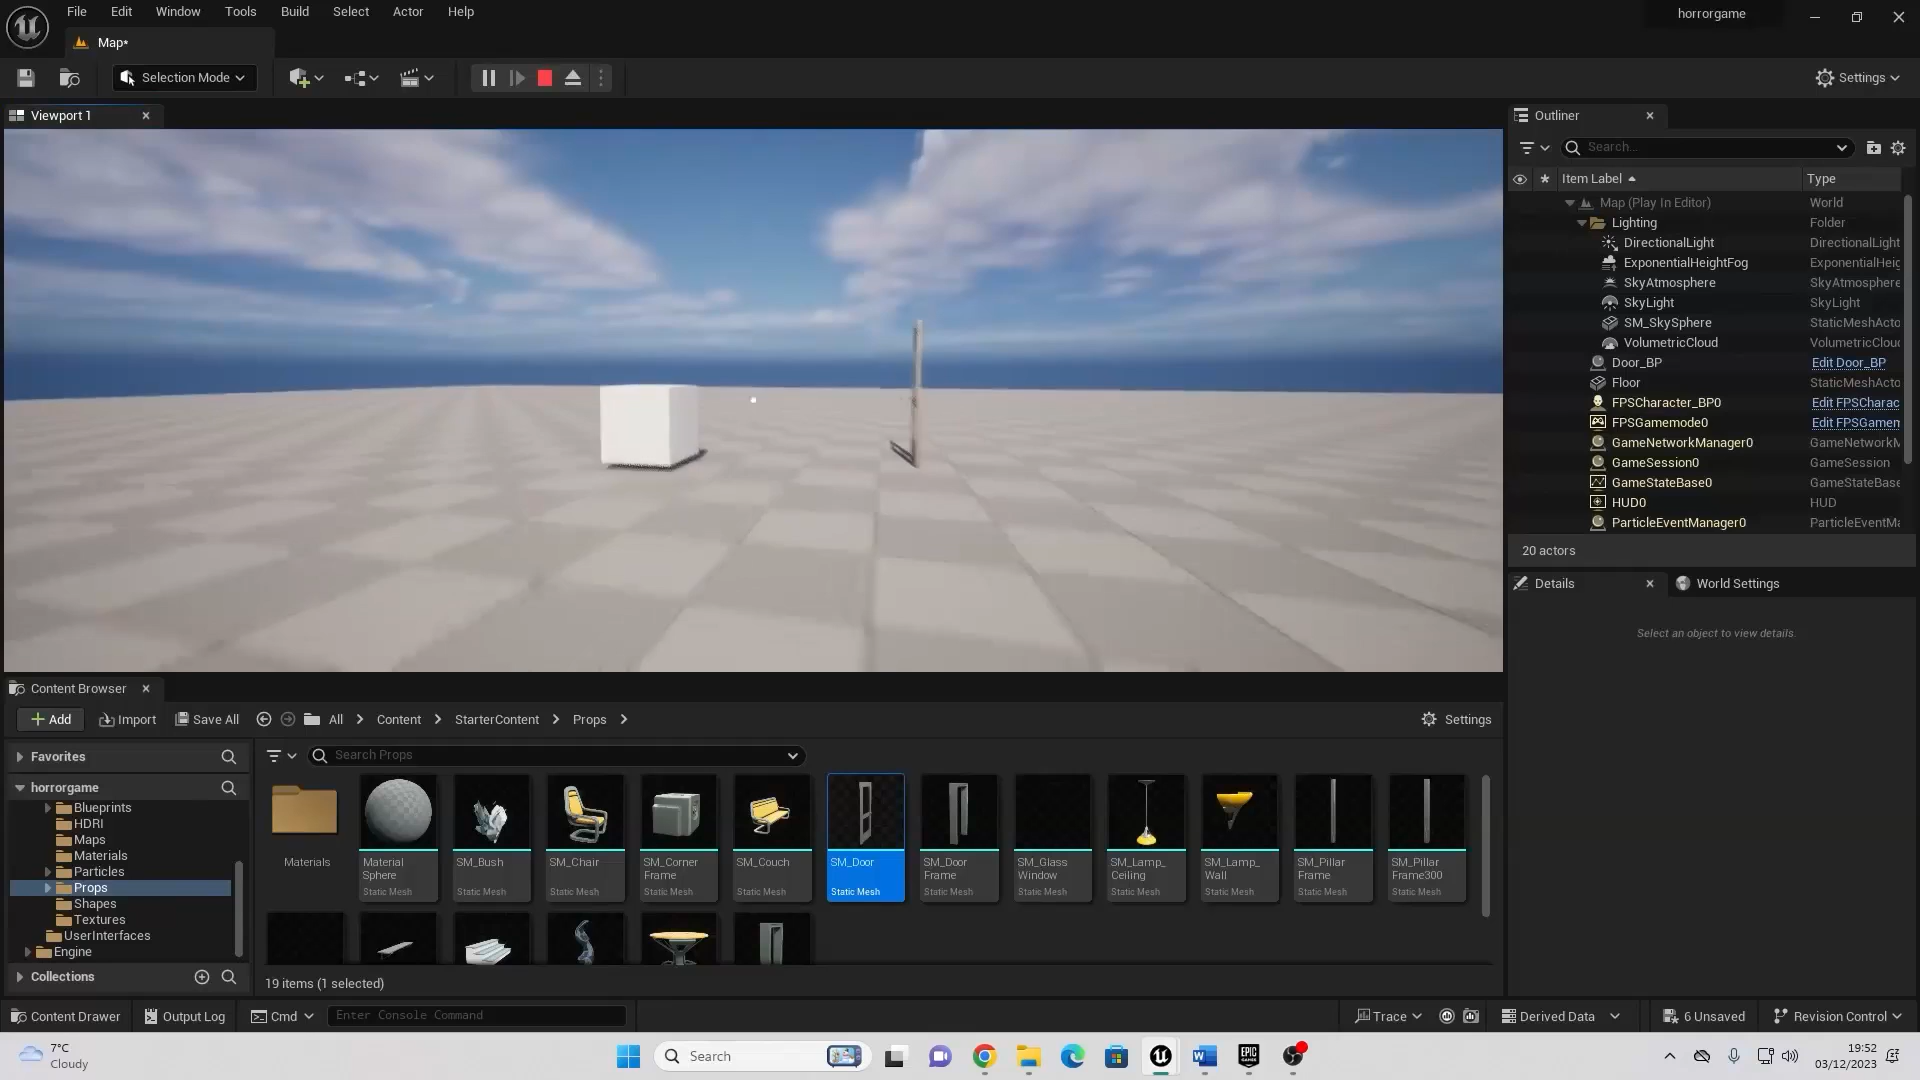 File Edit Window Tools Build Select Actor Help
horrorgame
Map*
Selection Mode
Settings
Viewport 1
Outliner
Search...
Item Label Type
Map (Play In Editor) World
Lighting Folder
DirectionalLight DirectionalLight
ExponentialHeightFog ExponentialHeig
SkyAtmosphere SkyAtmosphere
SkyLight SkyLight
SM_SkySphere StaticMeshActo
VolumetricCloud VolumetricCloud
Door_BP Edit Door_BP
Floor StaticMeshActo
FPSCharacter_BP0 Edit FPSCharac
FPSGamemode0 Edit FPSGamem
GameNetworkManager0 GameNetworkM
GameSession0 GameSession
GameStateBase0 GameStateBase
HUD0 HUD
ParticleEventManager0 ParticleEventMa
20 actors
Details World Settings
Select an object to view details.
Content Browser
Add Import Save All All Content StarterContent Props Settings
Favorites
Search Props
horrorgame
Blueprints
HDRI
Maps
Materials
Particles
Props
Shapes
Textures
UserInterfaces
Engine
Collections
Materials
Material Sphere
Static Mesh
SM_Bush
Static Mesh
SM_Chair
Static Mesh
SM_Corner Frame
Static Mesh
SM_Couch
Static Mesh
SM_Door
Static Mesh
SM_Door Frame
Static Mesh
SM_Glass Window
Static Mesh
SM_Lamp_ Ceiling
Static Mesh
SM_Lamp_ Wall
Static Mesh
SM_Pillar Frame
Static Mesh
SM_Pillar Frame300
Static Mesh
19 items (1 selected)
Content Drawer Output Log Cmd Enter Console Command Trace Derived Data 6 Unsaved Revision Control
7°C
Cloudy
Search
EPIC GAMES
19:52
03/12/2023